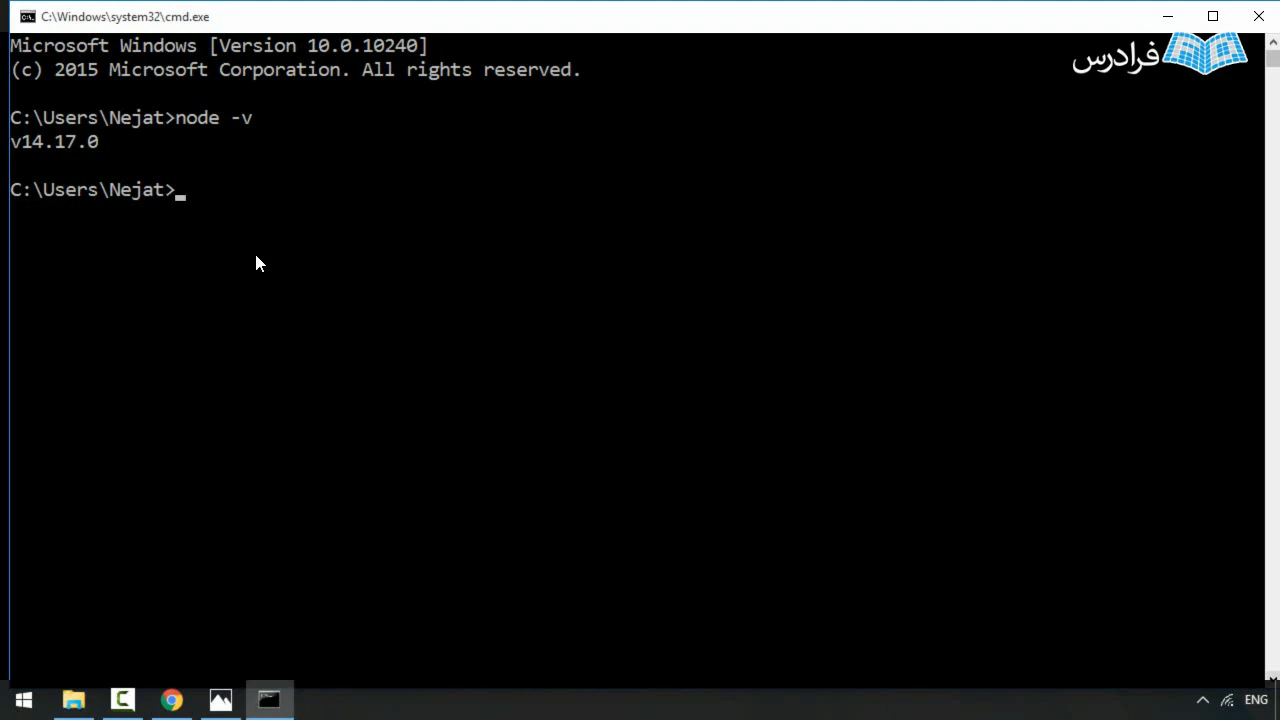 C:\Windows\system32\cmd.exe
Microsoft Windows [Version 10.0.10240]
(c) 2015 Microsoft Corporation. All rights reserved.
فرادرس
C:\Users\Nejat>node -v
v14.17.0
C:\Users\Nejat>
ENG